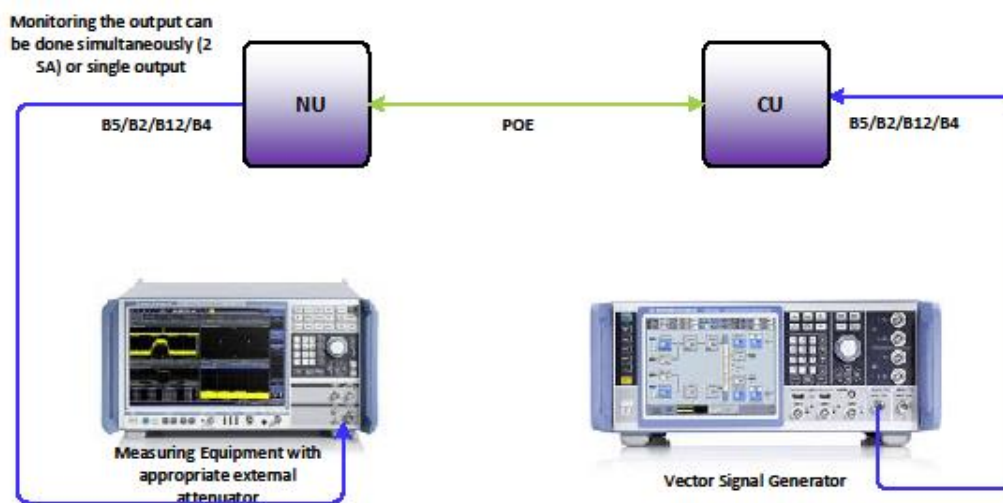 Monitoring the output can
be done simultaneously (2
SA) or single output
NU
CU
B5/B2/B12/B4
POE
B5/B2/B12/B4
Measuring Equipment with
appropriate external
attenuator
Vector Signal Generator